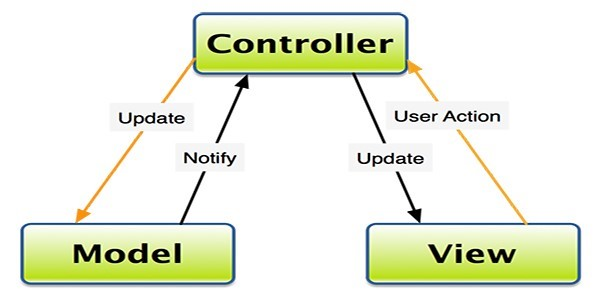 Controller
Update
User Action
Notify
Update
Model
View